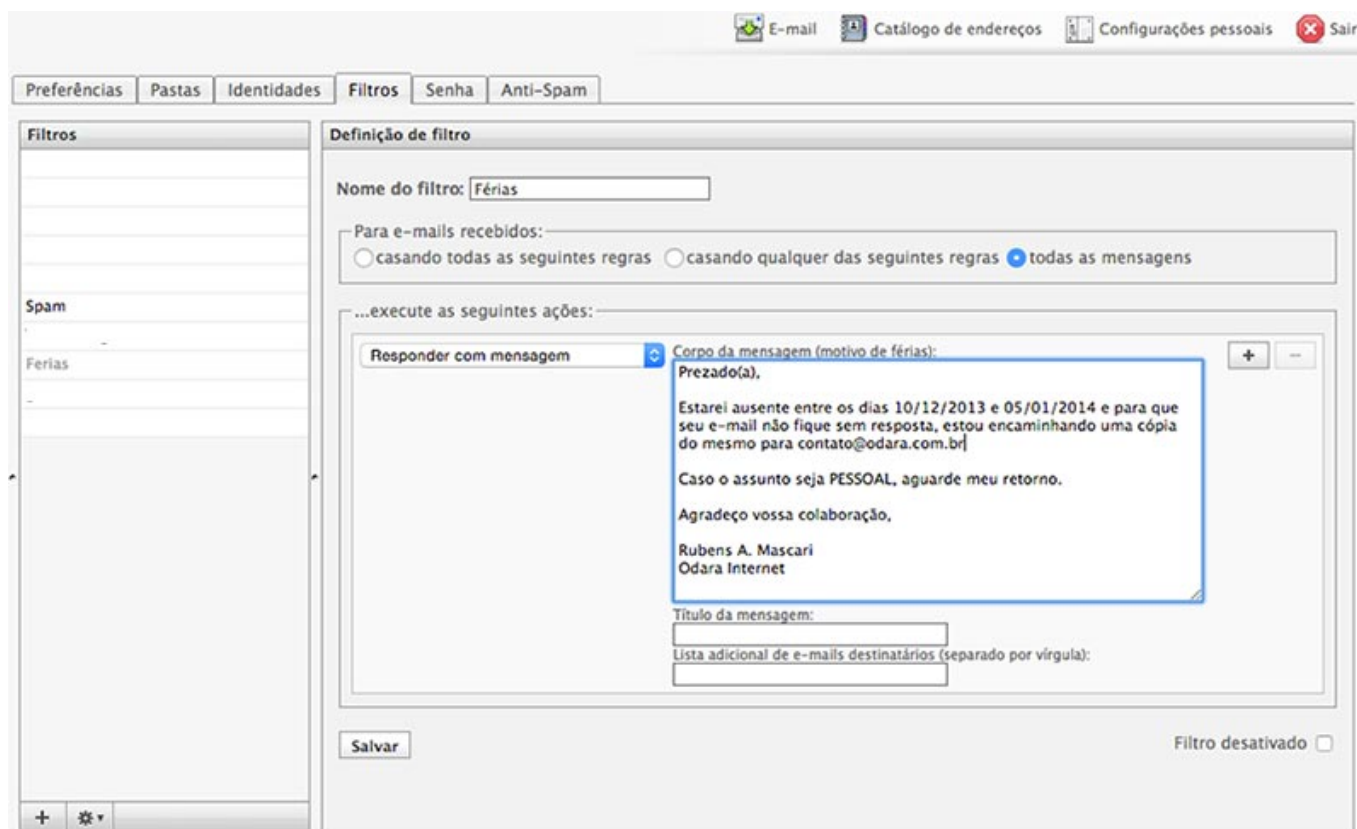 E-mail Catálogo de endereços Configurações pessoais Sair
Preferências Pastas Identidades Filtros Senha Anti-Spam
Filtros
Spam
Ferias
Definição de filtro
Nome do filtro: Férias
Para e-mails recebidos:
casando todas as seguintes regras casando qualquer das seguintes regras todas as mensagens
...execute as seguintes ações:
Responder com mensagem
Corpo da mensagem (motivo de férias):
Prezado(a),
Estarei ausente entre os dias 10/12/2013 e 05/01/2014 e para que
seu e-mail não fique sem resposta, estou encaminhando uma cópia
do mesmo para contato@odara.com.br
Caso o assunto seja PESSOAL, aguarde meu retorno.
Agradeço vossa colaboração,
Rubens A. Mascari
Odara Internet
Título da mensagem:
Lista adicional de e-mails destinatários (separado por vírgula):
Salvar
Filtro desativado